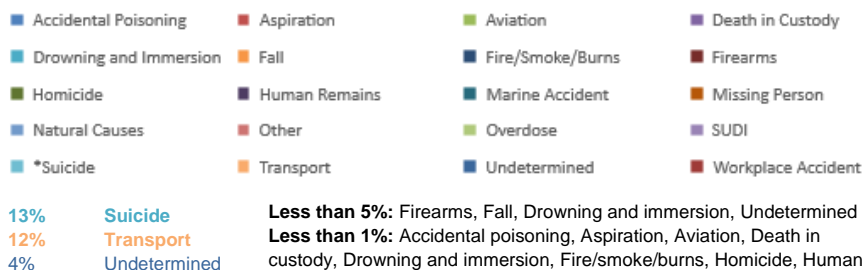 Accidental Poisoning Aspiration Aviation Death in Custody
Drowning and Immersion Fall Fire/Smoke/Burns Firearms
Homicide Human Remains Marine Accident Missing Person
Natural Causes Other Overdose SUDI
*Suicide Transport Undetermined Workplace Accident
13% Suicide
12% Transport
4% Undetermined
Less than 5%: Firearms, Fall, Drowning and immersion, Undetermined
Less than 1%: Accidental poisoning, Aspiration, Aviation, Death in
custody, Drowning and immersion, Fire/smoke/burns, Homicide, Human